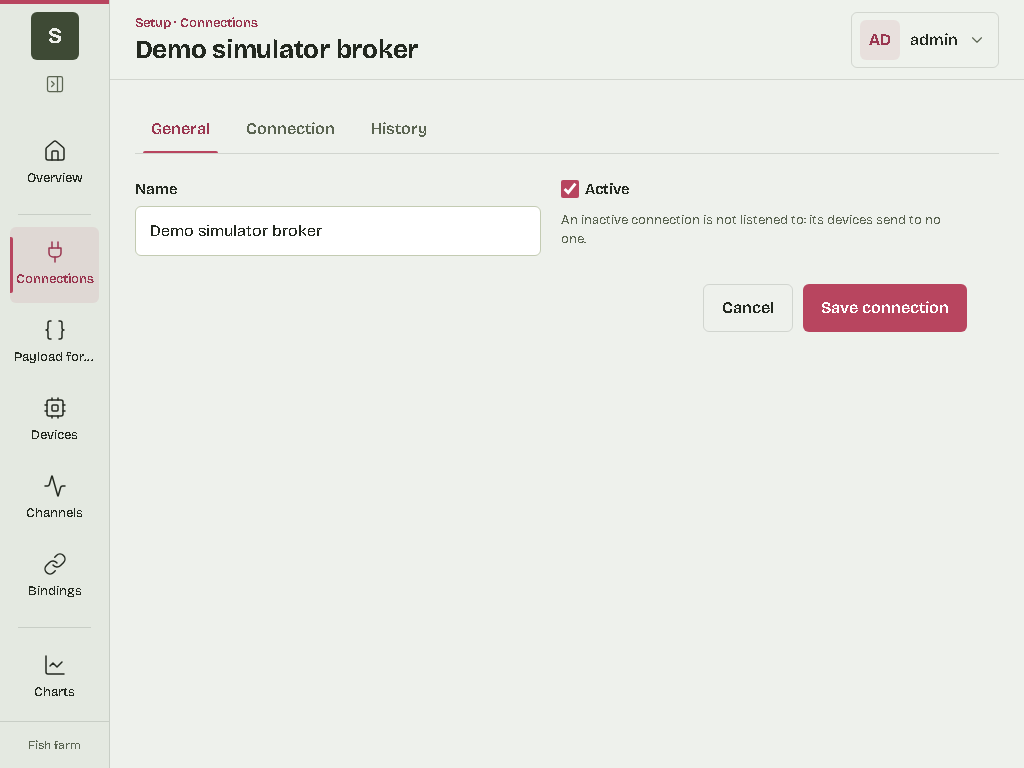 S
Setup · Connections
Demo simulator broker
AD
admin
Overview
Connections
Payload for...
Devices
Channels
Bindings
Charts
Fish farm
General
Connection
History
Name
Demo simulator broker
Active
An inactive connection is not listened to: its devices send to no
one.
Cancel
Save connection